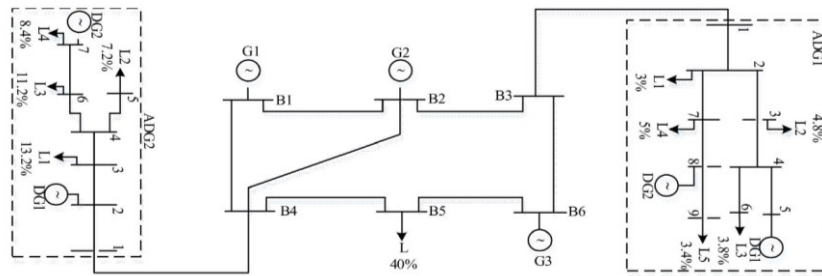 DG2
L4
8.4%
7
L2
7.2%
L3
11.2%
6
5
ADG2
4
L1
13.2%
3
DG1
2
1
G1
G2
B1
B2
B3
B4
B5
B6
L
40%
G3
ADG1
1
2
L1
3%
7
3
4.8%
L4
5%
L2
8
4
DG2
9
6
5
L5
3.4%
L3
3.8%
DG1